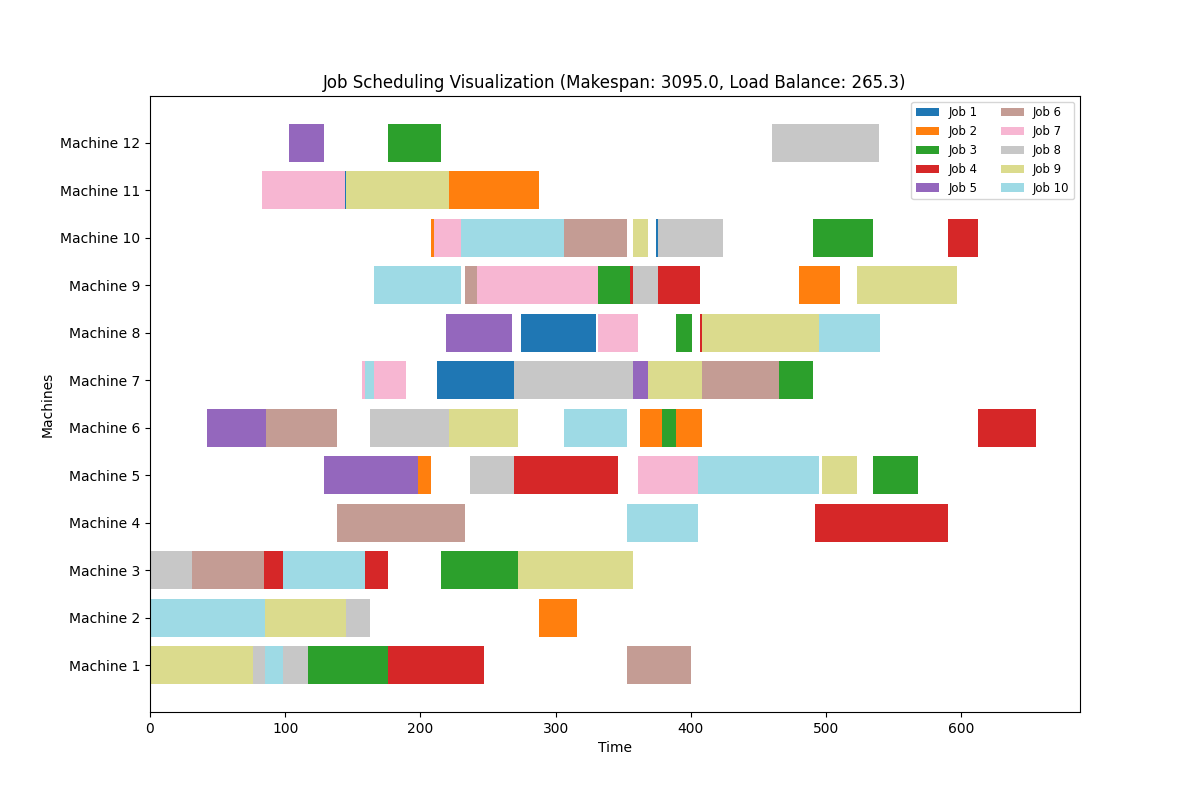 Job Scheduling Visualization (Makespan: 3095.0, Load Balance: 265.3)
Job 1
Job 2
Job 3
Job 4
Job 5
Job 6
Job 7
Job 8
Job 9
Job 10
Machines
Machine 12
Machine 11
Machine 10
Machine 9
Machine 8
Machine 7
Machine 6
Machine 5
Machine 4
Machine 3
Machine 2
Machine 1
0 100 200 300 400 500 600
Time